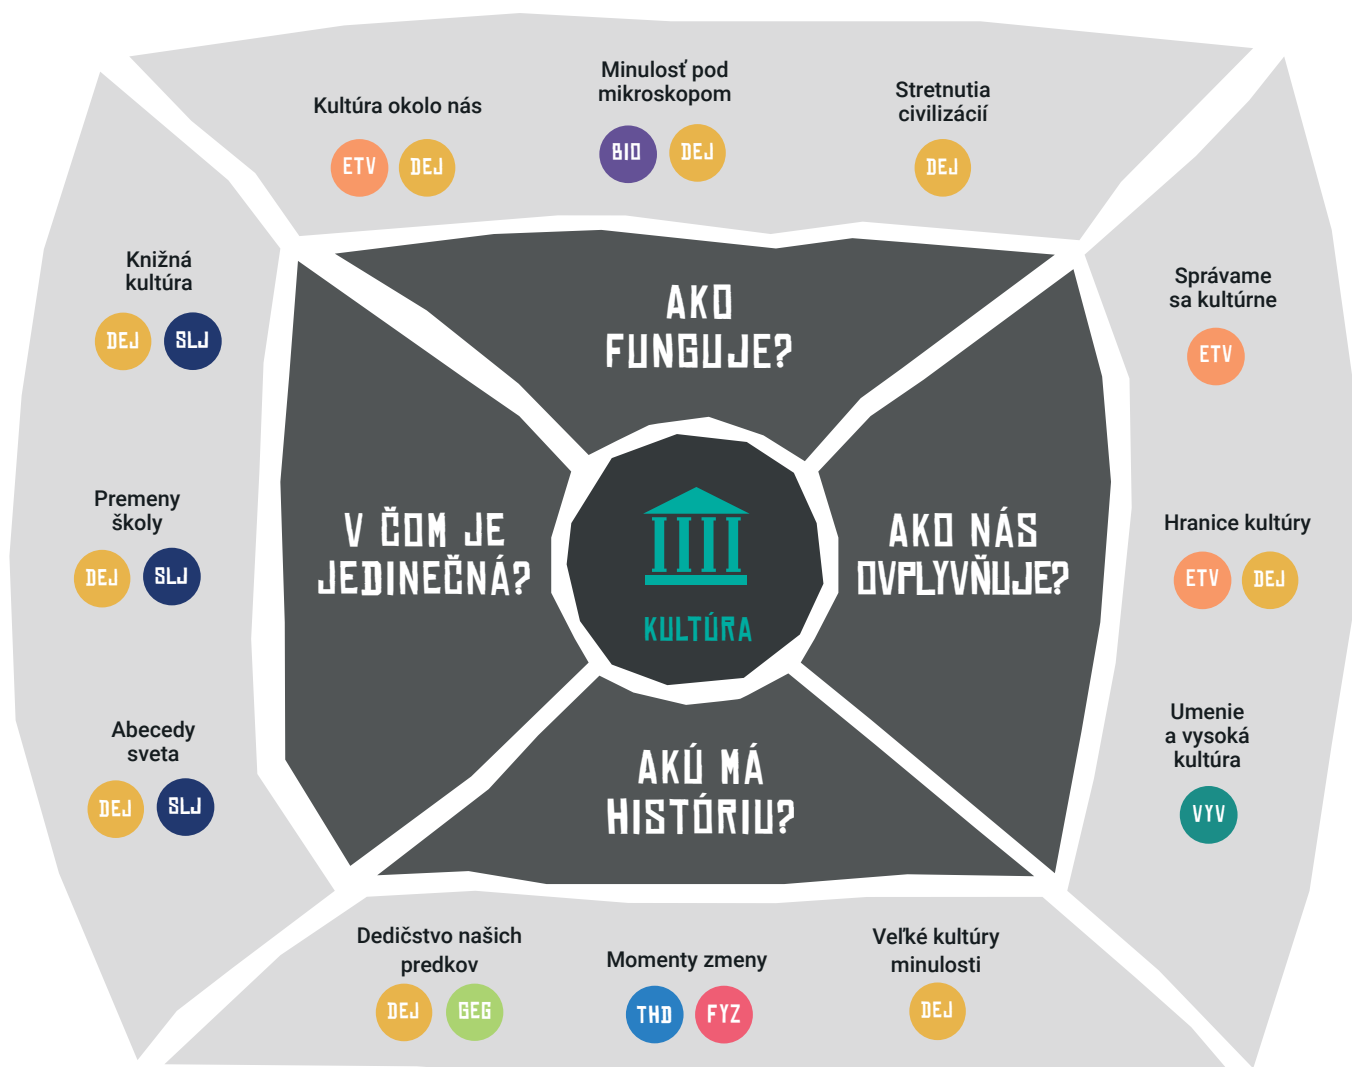 Kultúra okolo nás
ETV DEJ
Minulosť pod
mikroskopom
BIO DEJ
Stretnutia
civilizácií
DEJ
Knižná
kultúra
DEJ SLJ
Premeny
školy
DEJ SLJ
Abecedy
sveta
DEJ SLJ
AKO
FUNGUJE?
V ČOM JE
JEDINEČNÁ?
KULTÚRA
AKO NÁS
OVPLYVŇUJE?
AKÚ MÁ
HISTÓRIU?
Správame
sa kultúrne
ETV
Hranice kultúry
ETV DEJ
Umenie
a vysoká
kultúra
VYV
Dedičstvo našich
predkov
DEJ GEG
Momenty zmeny
THD FYZ
Veľké kultúry
minulosti
DEJ